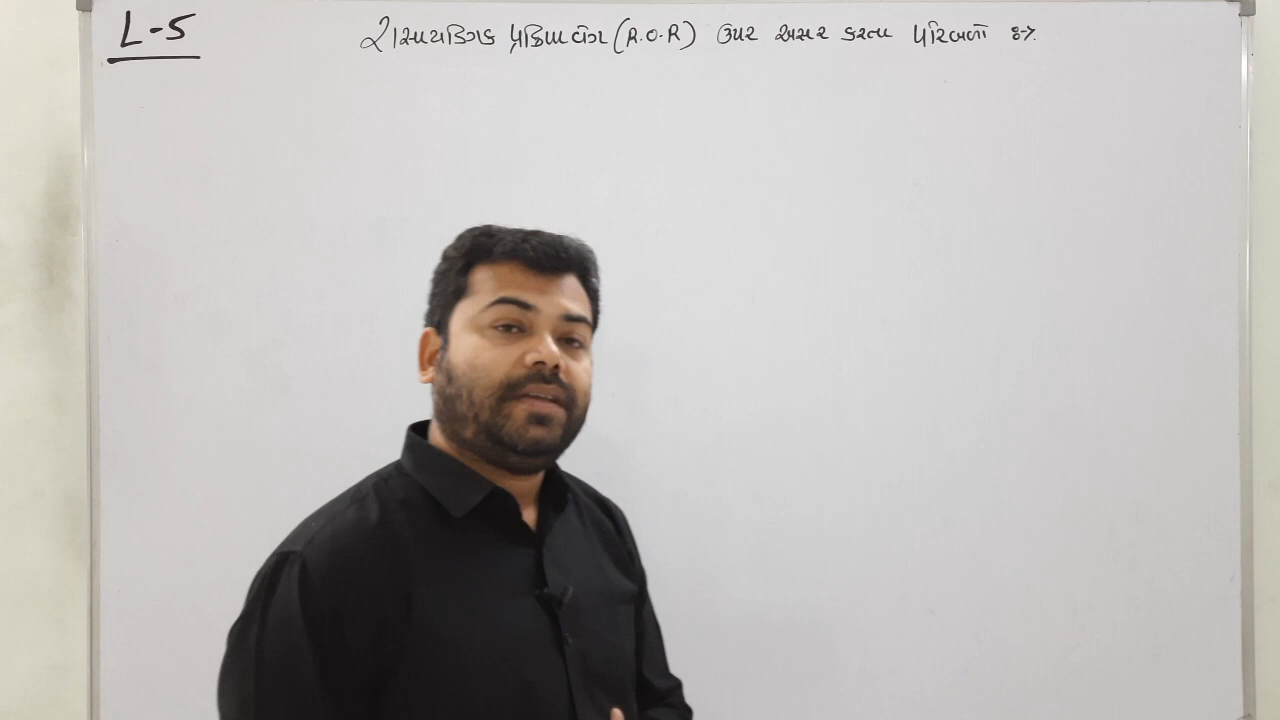 L-5
રાસાયણિક પ્રક્રિયાવેગ (R.O.R) ઉપર અસર કરતા પરિબળો :->